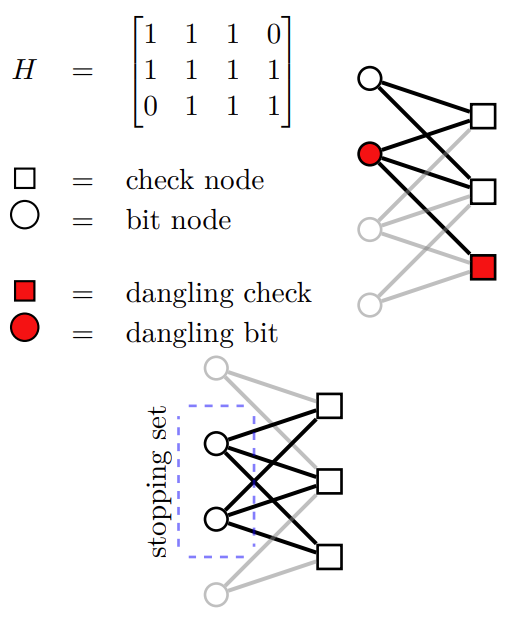 H = [1 1 1 0
1 1 1 1
0 1 1 1]
= check node
= bit node
= dangling check
= dangling bit
stopping set